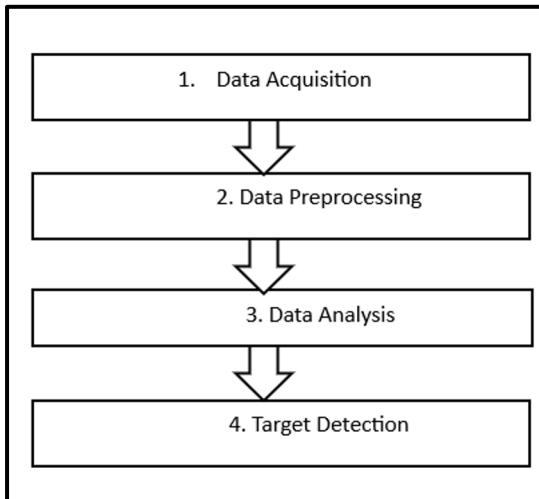 1. Data Acquisition
2. Data Preprocessing
3. Data Analysis
4. Target Detection